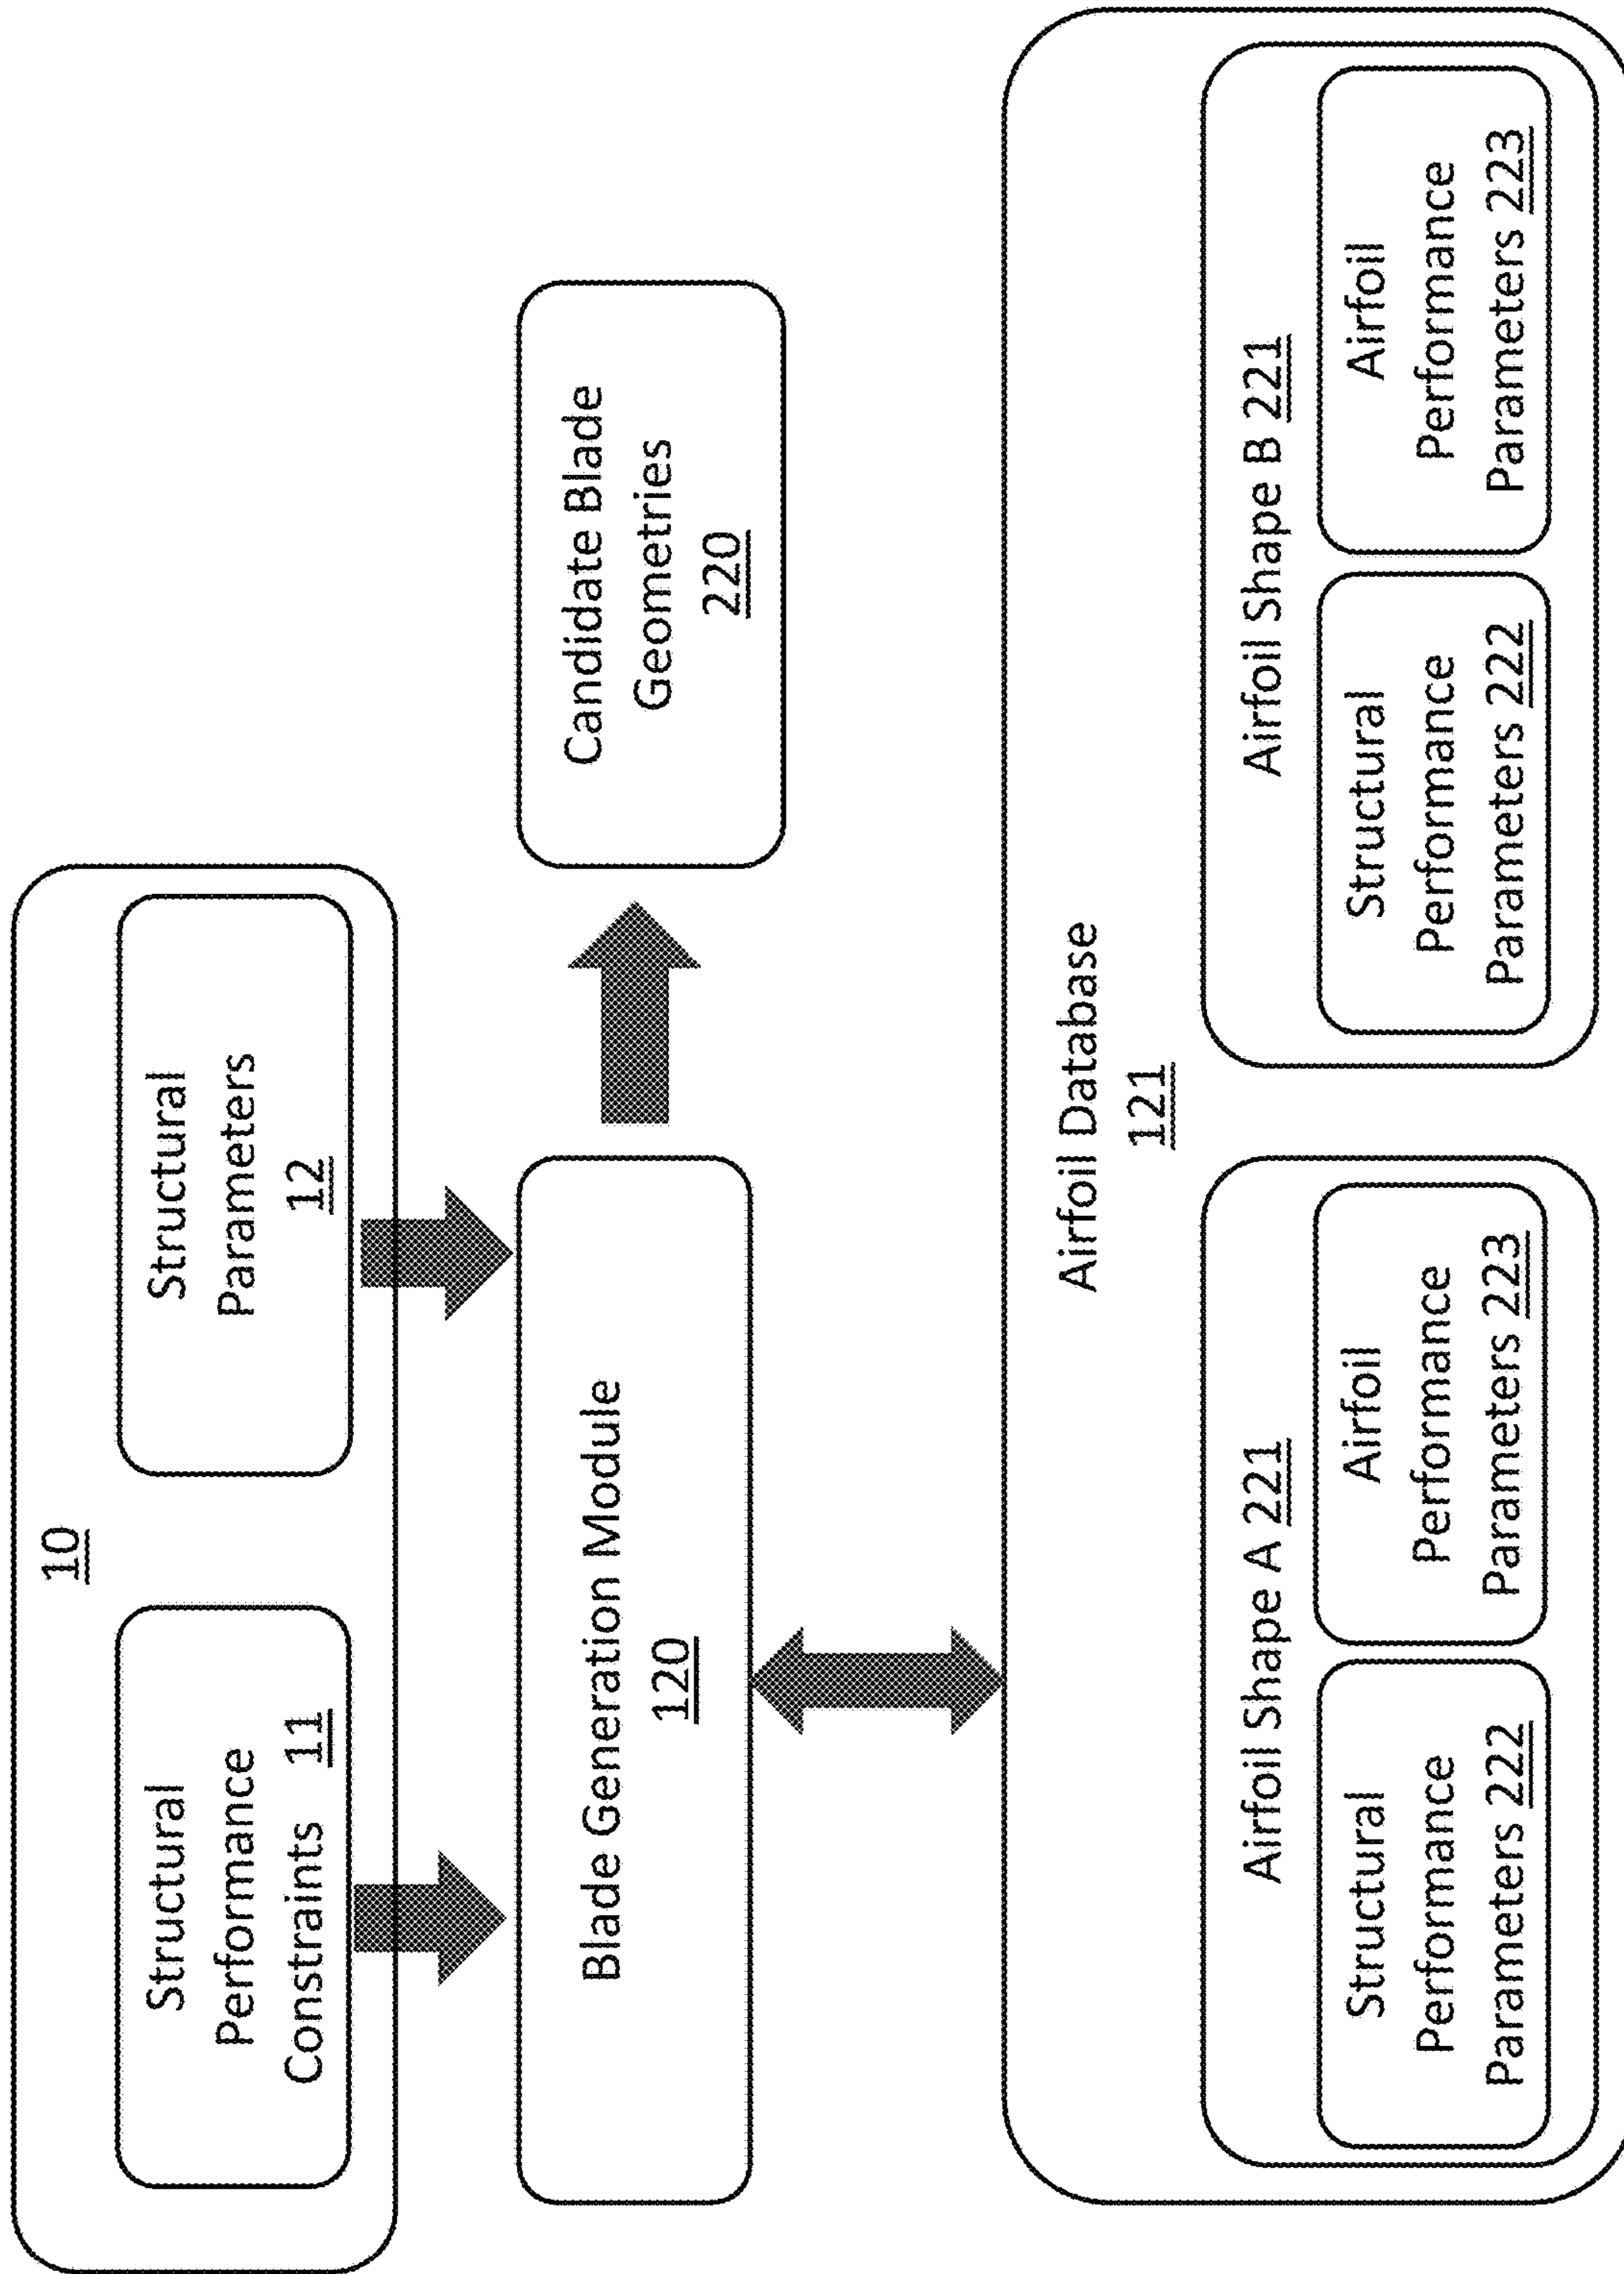 10
Structural
Performance
Constraints 11
Structural
Parameters
12
Blade Generation Module
120
Candidate Blade
Geometries
220
Airfoil Database
121
Airfoil Shape A 221
Structural
Performance
Parameters 222
Airfoil
Performance
Parameters 223
Airfoil Shape B 221
Structural
Performance
Parameters 222
Airfoil
Performance
Parameters 223